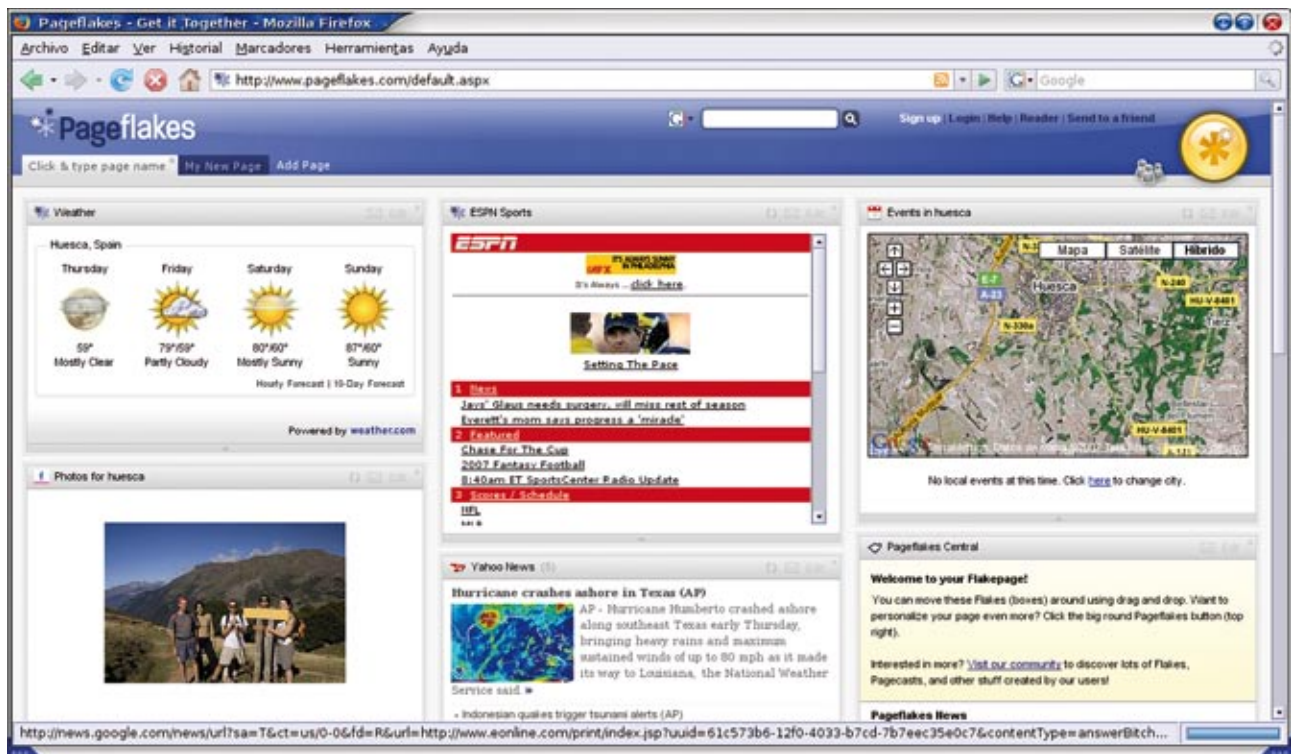 Pageflakes - Get it Together - Mozilla Firefox
Archivo Editar Ver Historial Marcadores Herramientas Ayuda
http://www.pageflakes.com/default.aspx
Google
Pageflakes
Sign up | Login | Help | Reader | Send to a friend
Click & type page name
My New Page
Add Page
Weather
Huesca, Spain
Thursday Friday Saturday Sunday
59° 79°/59° 80°/60° 87°/60°
Mostly Clear Partly Cloudy Mostly Sunny Sunny
Hourly Forecast | 10-Day Forecast
Powered by weather.com
Photos for huesca
ESPN Sports
ESPN
IT'S ALWAYS SUNNY
IN PHILADELPHIA
It's Always ... click here.
Setting The Pace
1 News
Jays' Glaus needs surgery, will miss rest of season
Everett's mom says progress a 'miracle'
2 Featured
Chase For The Cup
2007 Fantasy Football
8:40am ET SportsCenter Radio Update
3 Scores / Schedule
NFL
MLB
Yahoo News (5)
Hurricane crashes ashore in Texas (AP)
AP - Hurricane Humberto crashed ashore
along southeast Texas early Thursday,
bringing heavy rains and maximum
sustained winds of up to 80 mph as it made
its way to Louisiana, the National Weather
Service said. »
Indonesian quakes trigger tsunami alerts (AP)
Events in huesca
Mapa Satélite Híbrido
E-7
Huesca
N-240
A-23
HU-V-8401
N-330a
Tierz
HU-V-8401
No local events at this time. Click here to change city.
Pageflakes Central
Welcome to your Flakepage!
You can move these Flakes (boxes) around using drag and drop. Want to
personalize your page even more? Click the big round Pageflakes button (top
right).
Interested in more? Visit our community to discover lots of Flakes,
Pagecasts, and other stuff created by our users!
Pageflakes News
http://news.google.com/news/url?sa=T&ct=us/0-0&fd=R&url=http://www.eonline.com/print/index.jsp?uuid=61c573b6-12f0-4033-b7cd-7b7eec35e0c7&contentType=answerBitch...